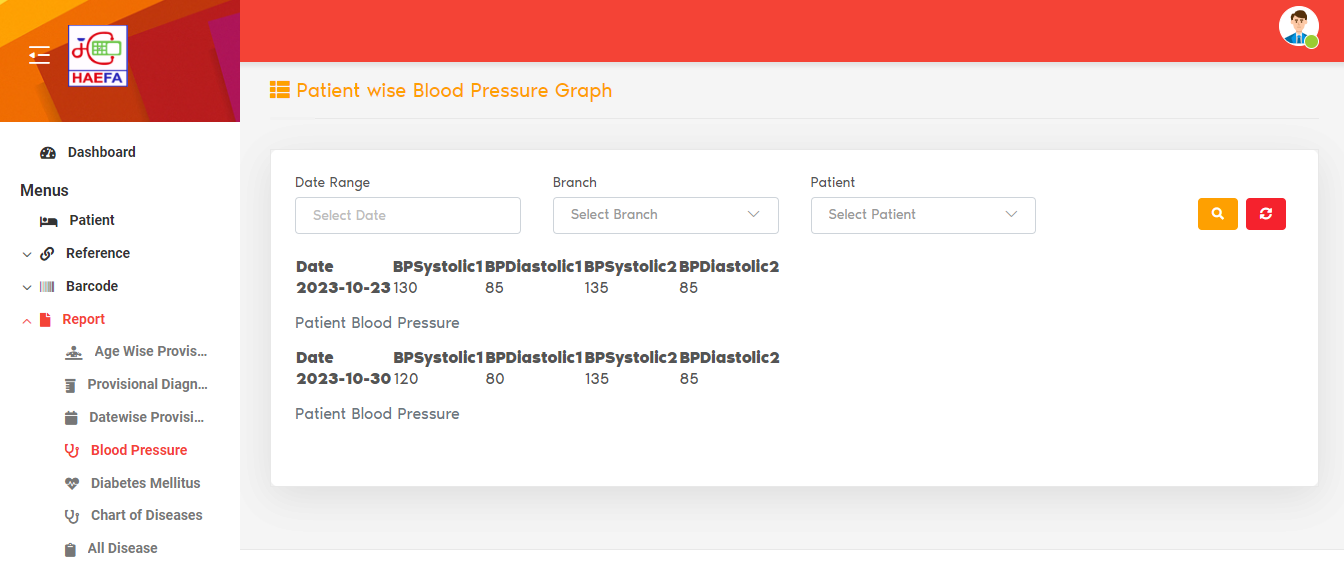 HAEFA
Patient wise Blood Pressure Graph
Dashboard
Menus
Patient
Reference
Barcode
Report
Age Wise Provis...
Provisional Diagn...
Datewise Provisi...
Blood Pressure
Diabetes Mellitus
Chart of Diseases
All Disease
Date Range Branch Patient
Select Date Select Branch Select Patient
Date BPSystolic1 BPDiastolic1 BPSystolic2 BPDiastolic2
2023-10-23 130 85 135 85
Patient Blood Pressure
Date BPSystolic1 BPDiastolic1 BPSystolic2 BPDiastolic2
2023-10-30 120 80 135 85
Patient Blood Pressure